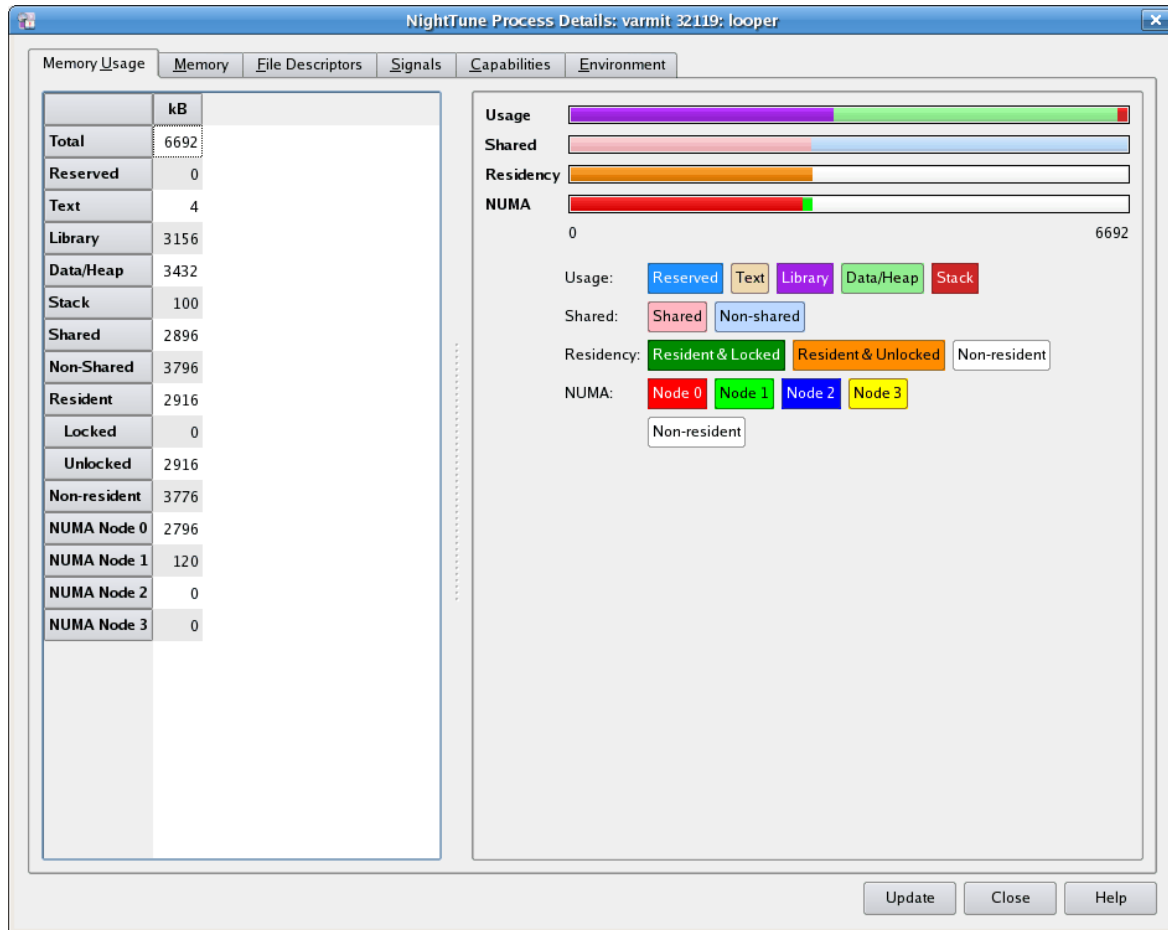 NightTune Process Details: varmit 32119: looper
Memory Usage Memory File Descriptors Signals Capabilities Environment
kB
Total 6692
Reserved 0
Text 4
Library 3156
Data/Heap 3432
Stack 100
Shared 2896
Non-Shared 3796
Resident 2916
Locked 0
Unlocked 2916
Non-resident 3776
NUMA Node 0 2796
NUMA Node 1 120
NUMA Node 2 0
NUMA Node 3 0
Usage
Shared
Residency
NUMA
0 6692
Usage: Reserved Text Library Data/Heap Stack
Shared: Shared Non-shared
Residency: Resident & Locked Resident & Unlocked Non-resident
NUMA: Node 0 Node 1 Node 2 Node 3
Non-resident
Update Close Help